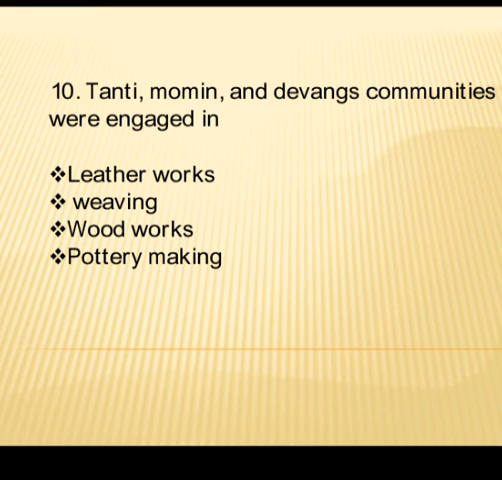 10. Tanti, momin, and devangs communities
were engaged in
❖Leather works
❖ weaving
❖Wood works
❖Pottery making